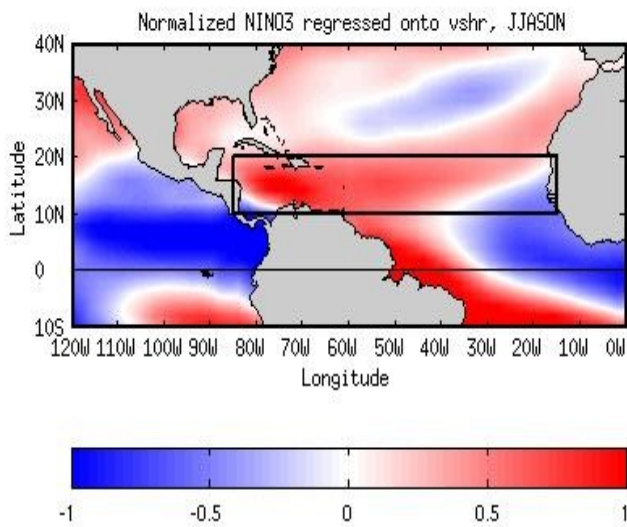 Normalized NINO3 regressed onto vshr, JJASON
40N
30N
20N
10N
0
10S
Latitude
120W 110W 100W 90W 80W 70W 60W 50W 40W 30W 20W 10W 0W
Longitude
-1 -0.5 0 0.5 1